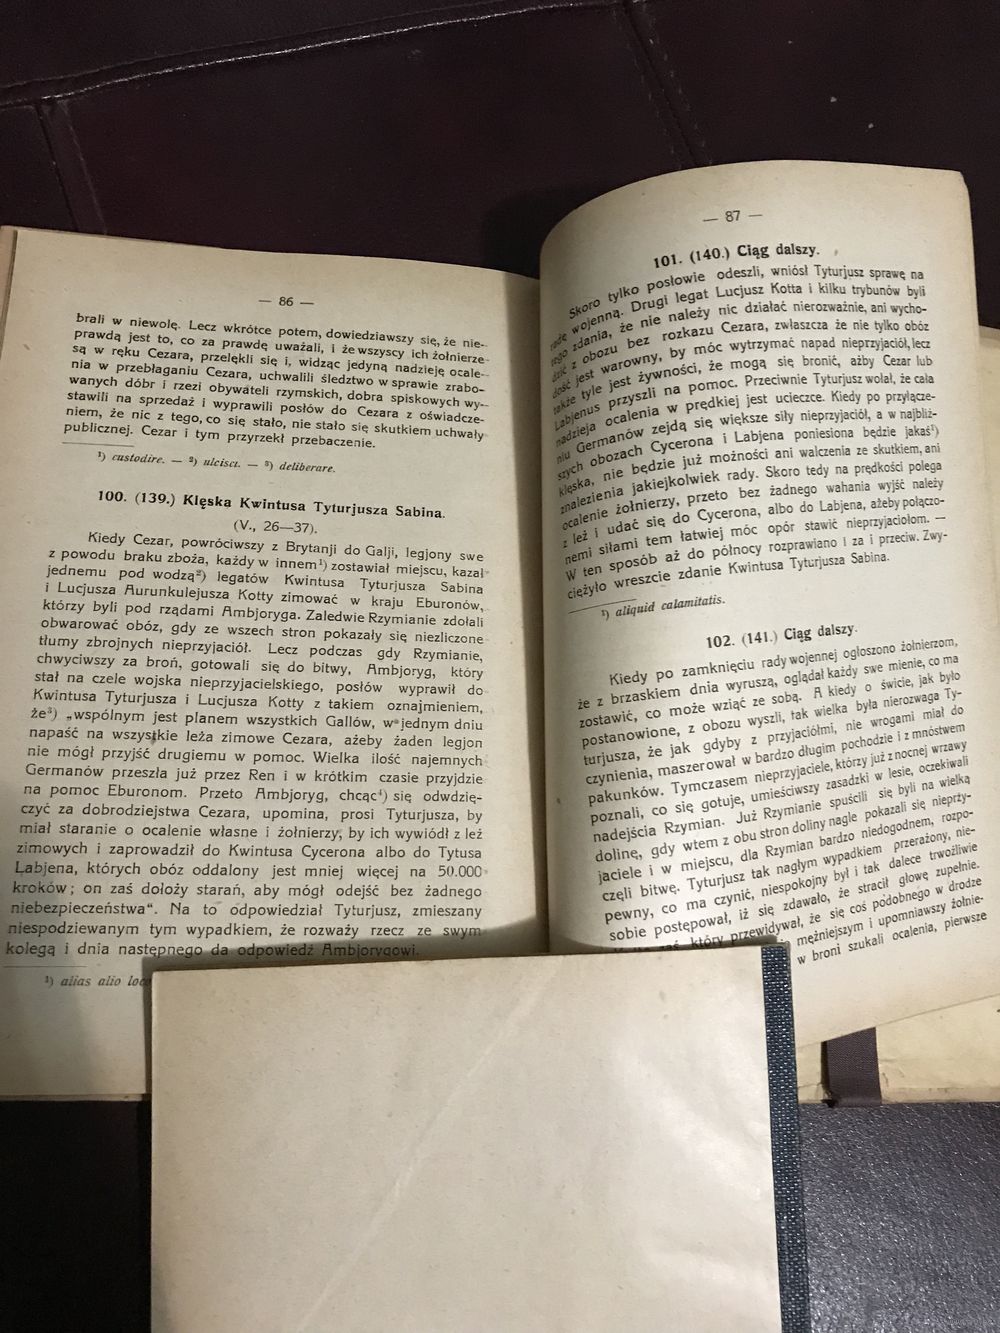 — 86 —
brali w niewolę. Lecz wkrótce potem, dowiedziawszy się, że nie-
prawdą jest to, co za prawdę uważali, i że wszyscy ich żołnierze
są w ręku Cezara, przelękli się i, widząc jedyną nadzieję ocale-
nia w przebłaganiu Cezara, uchwalili śledztwo w sprawie zrabo-
wanych dóbr i rzezi obywateli rzymskich, dobra spiskowych wy-
stawili na sprzedaż i wyprawili posłów do Cezara z oświadcze-
niem, że nic z tego, co się stało, nie stało się skutkiem uchwały
publicznej. Cezar i tym przyrzekł przebaczenie.
¹) custodire. — ²) ulcisci. — ³) deliberare.
100. (139.) Klęska Kwintusa Tyturjusza Sabina.
(V., 26—37).
Kiedy Cezar, powróciwszy z Brytanji do Galji, legjony swe
z powodu braku zboża, każdy w innem¹) zostawiał miejscu, kazał
jednemu pod wodzą²) legatów Kwintusa Tyturjusza Sabina
i Lucjusza Aurunkulejusza Kotty zimować w kraju Eburonów,
którzy byli pod rządami Ambjoryga. Zaledwie Rzymianie zdołali
obwarować obóz, gdy ze wszech stron pokazały się niezliczone
tłumy zbrojnych nieprzyjaciół. Lecz podczas gdy Rzymianie,
chwyciwszy za broń, gotowali się do bitwy, Ambjoryg, który
stał na czele wojska nieprzyjacielskiego, posłów wyprawił do
Kwintusa Tyturjusza i Lucjusza Kotty z takiem oznajmieniem,
że³) „wspólnym jest planem wszystkich Gallów, w jednym dniu
napaść na wszystkie leża zimowe Cezara, ażeby żaden legjon
nie mógł przyjść drugiemu w pomoc. Wielka ilość najemnych
Germanów przeszła już przez Ren i w krótkim czasie przyjdzie
na pomoc Eburonom. Przeto Ambjoryg, chcąc⁴) się odwdzię-
czyć za dobrodziejstwa Cezara, upomina, prosi Tyturjusza, by
miał staranie o ocalenie własne i żołnierzy, by ich wywiódł z leż
zimowych i zaprowadził do Kwintusa Cycerona albo do Tytusa
Labjena, których obóz oddalony jest mniej więcej na 50.000
kroków; on zaś dołoży starań, aby mógł odejść bez żadnego
niebezpieczeństwa“. Na to odpowiedział Tyturjusz, zmieszany
niespodziewanym tym wypadkiem, że rozważy rzecz ze swym
kolegą i dnia następnego da odpowiedź Ambjorygowi.
¹) alias alio loco
— 87 —
101. (140.) Ciąg dalszy.
Skoro tylko posłowie odeszli, wniósł Tyturjusz sprawę na
radę wojenną. Drugi legat Lucjusz Kotta i kilku trybunów byli
tego zdania, że nie należy nic działać nierozważnie, ani wycho-
dzić z obozu bez rozkazu Cezara, zwłaszcza że nie tylko obóz
dość jest warowny, by móc wytrzymać napad nieprzyjaciół, lecz
także tyle jest żywności, że mogą się bronić, ażby Cezar lub
Labjenus przyszli na pomoc. Przeciwnie Tyturjusz wołał, że cała
nadzieja ocalenia w prędkiej jest ucieczce. Kiedy po przyłącze-
niu Germanów zejdą się większe siły nieprzyjaciół, a w najbliż-
szych obozach Cycerona i Labjena poniesiona będzie jakaś¹)
klęska, nie będzie już możności ani walczenia ze skutkiem, ani
znalezienia jakiejkolwiek rady. Skoro tedy na prędkości polega
ocalenie żołnierzy, przeto bez żadnego wahania wyjść należy
z leż i udać się do Cycerona, albo do Labjena, ażeby połączo-
nemi siłami tem łatwiej móc opór stawić nieprzyjaciołom. —
W ten sposób aż do północy rozprawiano i za i przeciw. Zwy-
ciężyło wreszcie zdanie Kwintusa Tyturjusza Sabina.
¹) aliquid calamitatis.
102. (141.) Ciąg dalszy.
Kiedy po zamknięciu rady wojennej ogłoszono żołnierzom,
że z brzaskiem dnia wyruszą, oglądał każdy swe mienie, co ma
zostawić, co może wziąć ze sobą. A kiedy o świcie, jak było
postanowione, z obozu wyszli, tak wielka była nierozwaga Ty-
turjusza, że jak gdyby z przyjaciółmi, nie wrogami miał do
czynienia, maszerował w bardzo długim pochodzie i z mnóstwem
pakunków. Tymczasem nieprzyjaciele, którzy już z nocnej wrzawy
poznali, co się gotuje, umieściwszy zasadzki w lesie, oczekiwali
nadejścia Rzymian. Już Rzymianie spuścili się byli na wielką
dolinę, gdy wtem z obu stron doliny nagle pokazali się nieprzy-
jaciele i w miejscu, dla Rzymian bardzo niedogodnem, rozpo-
częli bitwę. Tyturjusz tak nagłym wypadkiem przerażony, nie-
pewny, co ma czynić, niespokojny był i tak dalece trwożliwie
sobie postępował, iż się zdawało, że stracił głowę zupełnie.
zaś, który przewidywał, że się coś podobnego w drodze
mężniejszym i upomniawszy żołnie-
w broni szukali ocalenia, pierwsze